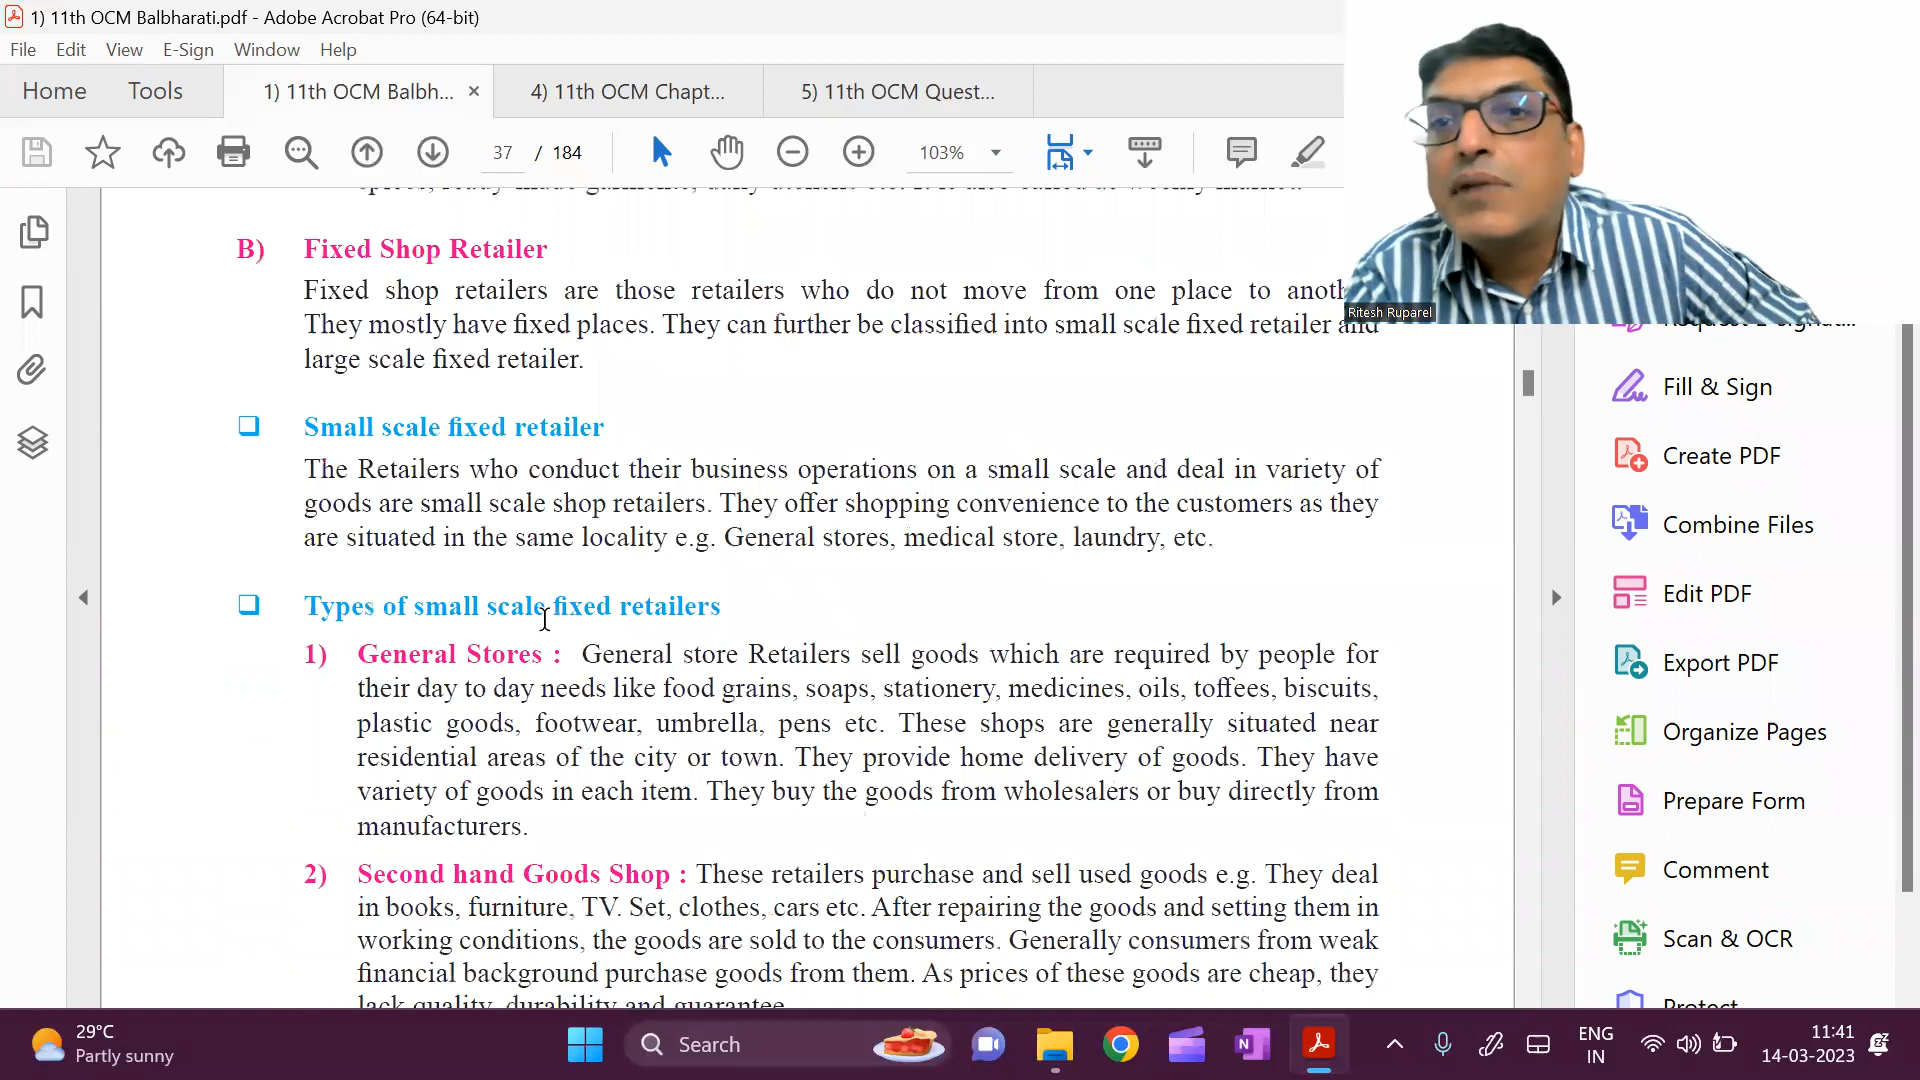 1) 11th OCM Balbharati.pdf - Adobe Acrobat Pro (64-bit)
File Edit View E-Sign Window Help
Home Tools 1) 11th OCM Balbh... × 4) 11th OCM Chapt... 5) 11th OCM Quest...
37 / 184 103%
Ritesh Ruparel
B) Fixed Shop Retailer
Fixed shop retailers are those retailers who do not move from one place to anoth
They mostly have fixed places. They can further be classified into small scale fixed retailer and
large scale fixed retailer.
Small scale fixed retailer
The Retailers who conduct their business operations on a small scale and deal in variety of
goods are small scale shop retailers. They offer shopping convenience to the customers as they
are situated in the same locality e.g. General stores, medical store, laundry, etc.
Types of small scale fixed retailers
1) General Stores : General store Retailers sell goods which are required by people for
their day to day needs like food grains, soaps, stationery, medicines, oils, toffees, biscuits,
plastic goods, footwear, umbrella, pens etc. These shops are generally situated near
residential areas of the city or town. They provide home delivery of goods. They have
variety of goods in each item. They buy the goods from wholesalers or buy directly from
manufacturers.
2) Second hand Goods Shop : These retailers purchase and sell used goods e.g. They deal
in books, furniture, TV. Set, clothes, cars etc. After repairing the goods and setting them in
working conditions, the goods are sold to the consumers. Generally consumers from weak
financial background purchase goods from them. As prices of these goods are cheap, they
lack quality, durability and guarantee.
Fill & Sign
Create PDF
Combine Files
Edit PDF
Export PDF
Organize Pages
Prepare Form
Comment
Scan & OCR
Protect
29°C
Partly sunny
Search
ENG
IN
11:41
14-03-2023